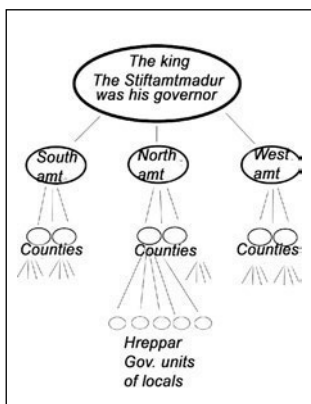 The king
The Stiftamtmadur
was his governor
South
amt
North
amt
West
amt
Counties
Counties
Counties
Hreppar
Gov. units
of locals